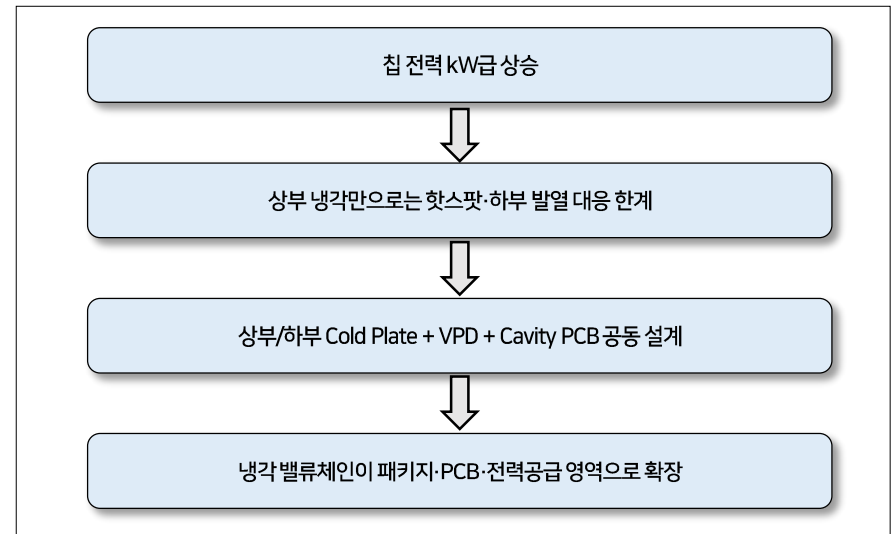 칩 전력 kW급 상승
상부 냉각만으로는 핫스팟·하부 발열 대응 한계
상부/하부 Cold Plate + VPD + Cavity PCB 공동 설계
냉각 밸류체인이 패키지·PCB·전력공급 영역으로 확장